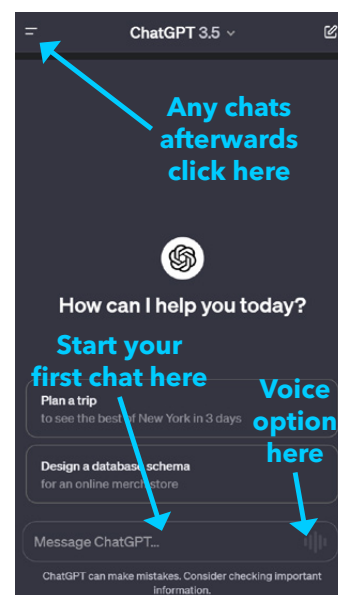 ChatGPT 3.5
Any chats
afterwards
click here
How can I help you today?
Start your
first chat here
Plan a trip
to see the best of New York in 3 days
Voice
option
here
Design a database schema
for an online merch store
Message ChatGPT...
ChatGPT can make mistakes. Consider checking important
information.